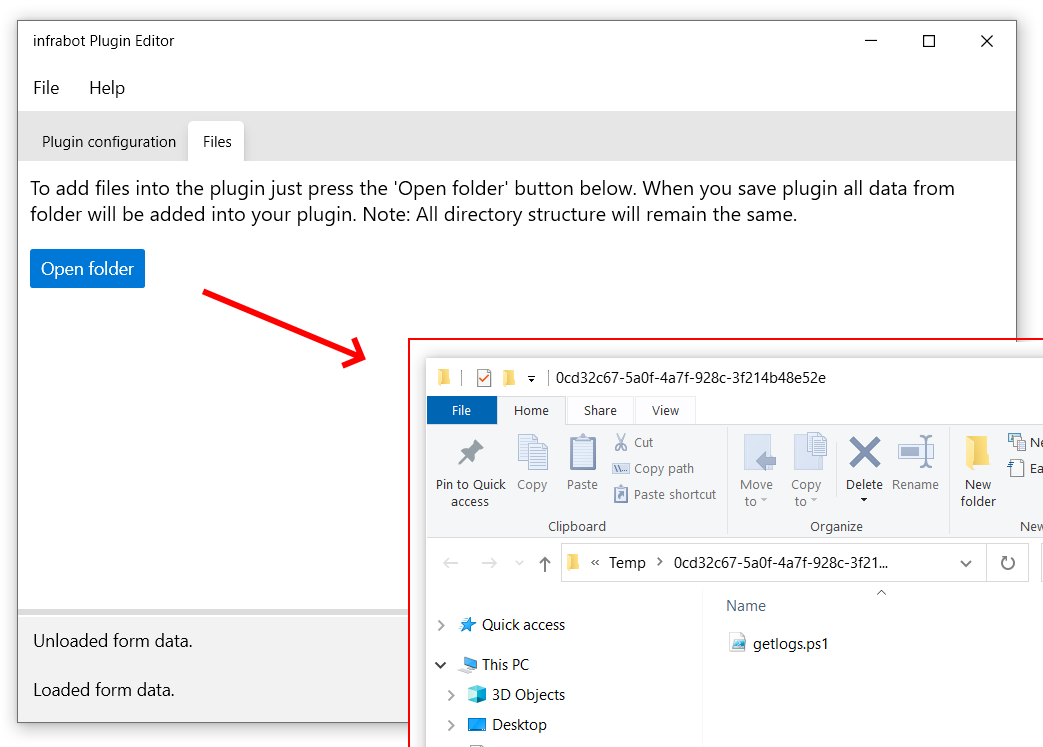 infrabot Plugin Editor
File Help
Plugin configuration Files
To add files into the plugin just press the 'Open folder' button below. When you save plugin all data from
folder will be added into your plugin. Note: All directory structure will remain the same.
Open folder
0cd32c67-5a0f-4a7f-928c-3f214b48e52e
File Home Share View
Pin to Quick
access
Copy
Paste
Cut
Copy path
Paste shortcut
Clipboard
Move
to
Copy
to
Delete
Rename
Organize
New
folder
Ne
Ea
New
« Temp > 0cd32c67-5a0f-4a7f-928c-3f21...
Name
getlogs.ps1
Quick access
This PC
3D Objects
Desktop
Unloaded form data.
Loaded form data.